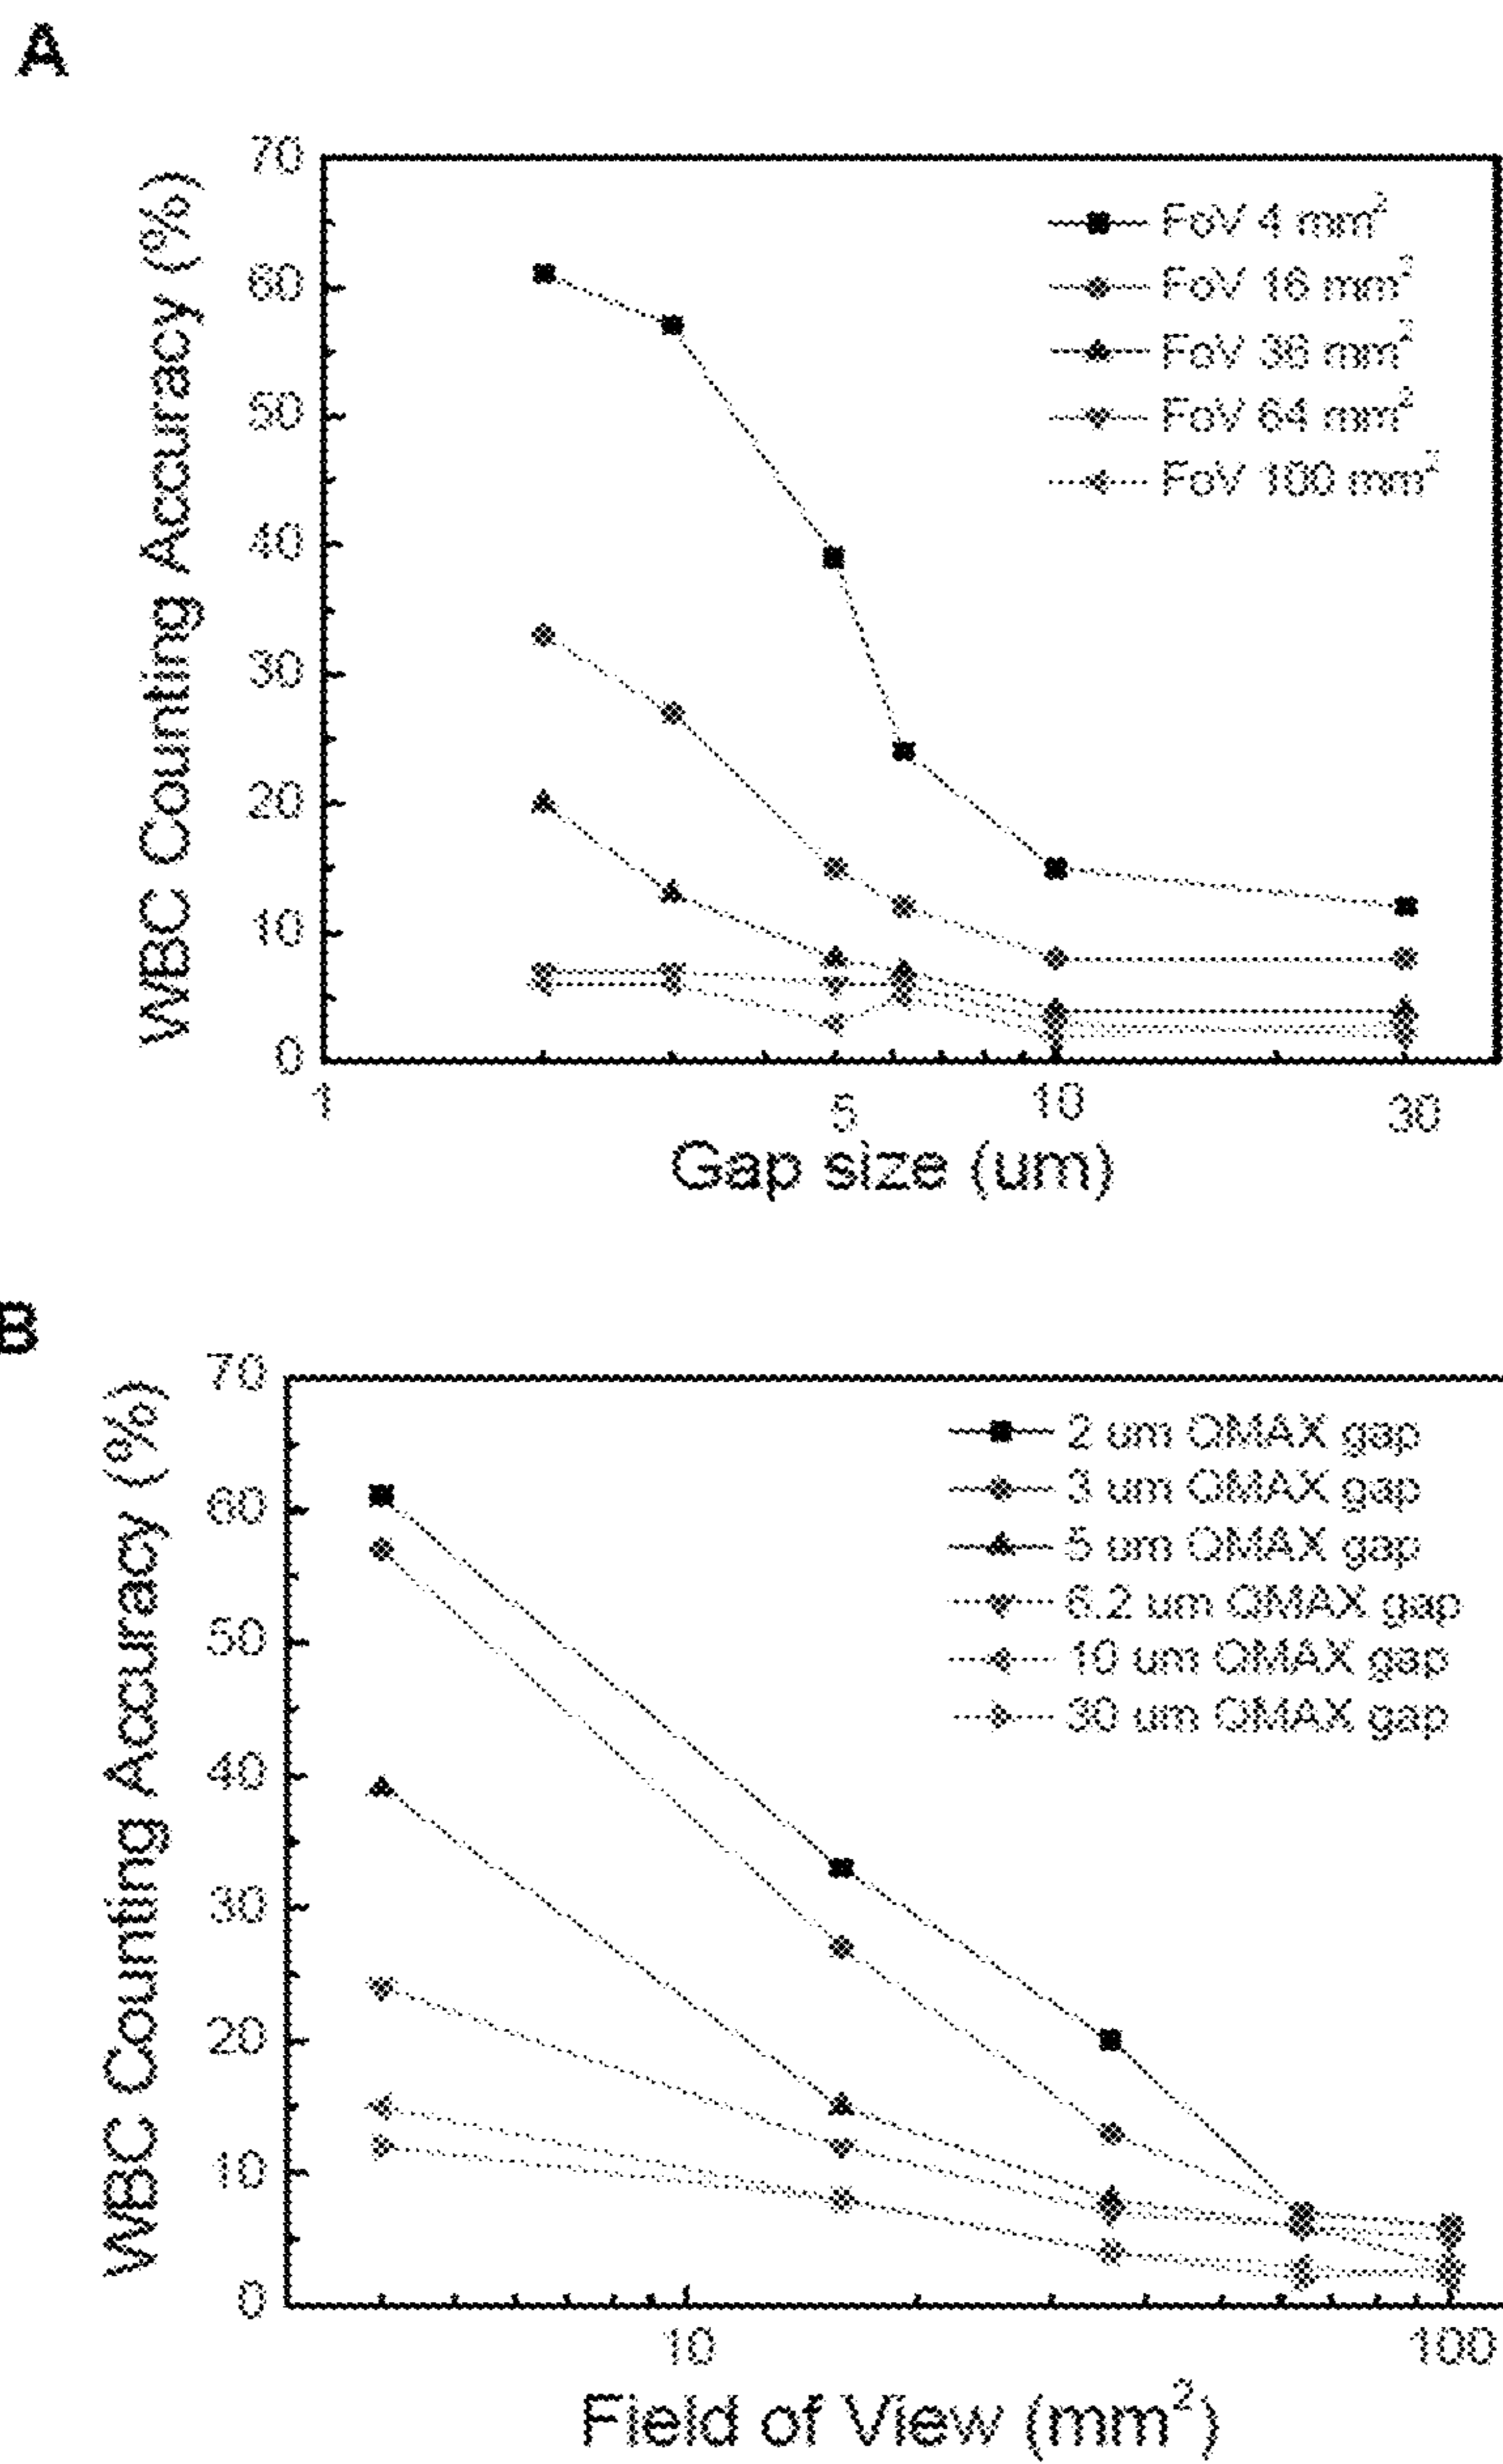 A
70
60
50
40
30
20
10
0
WBC Counting Accuracy (%)
FoV 4 mm²
FoV 16 mm²
FoV 36 mm²
FoV 64 mm²
FoV 100 mm²
1
5
10
30
Gap size (um)
B
70
60
50
40
30
20
10
0
WBC Counting Accuracy (%)
2 um QMAX gap
3 um QMAX gap
5 um QMAX gap
6.2 um QMAX gap
10 um QMAX gap
30 um QMAX gap
10
100
Field of View (mm²)